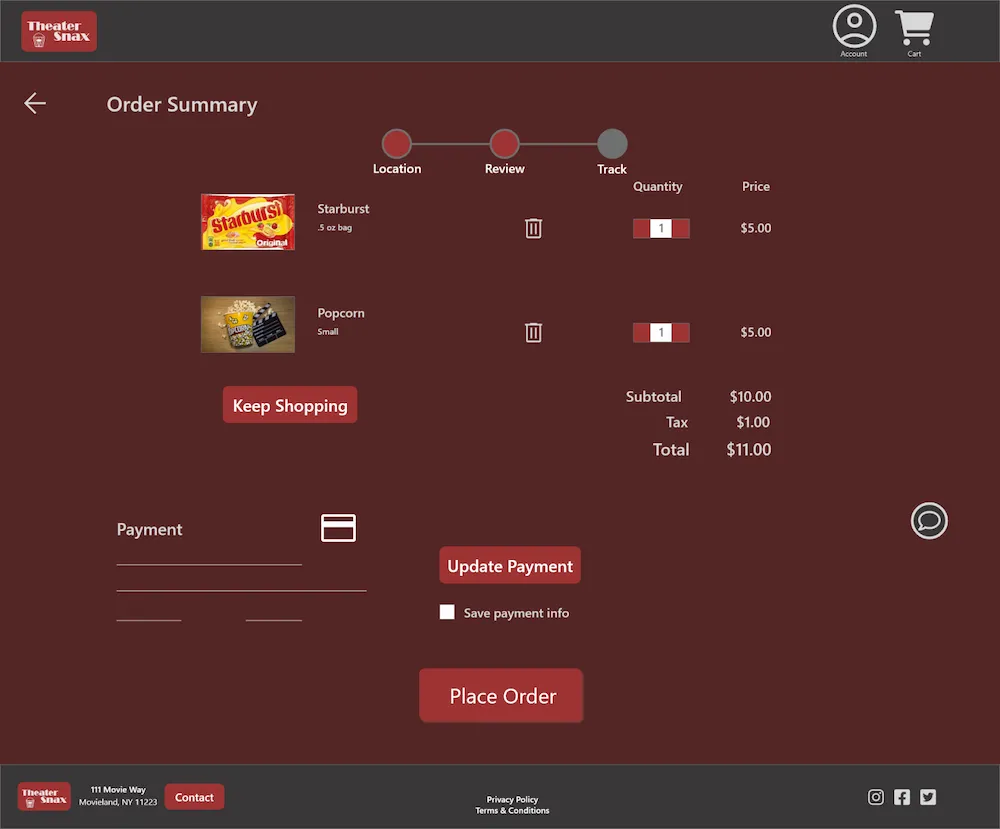 Theater
Snax
Account
Cart
Order Summary
Location
Review
Track
Quantity
Price
Starburst
Original
Starburst
.5 oz bag
1
$5.00
POPCORN
Popcorn
Small
1
$5.00
Keep Shopping
Subtotal
$10.00
Tax
$1.00
Total
$11.00
Payment
Update Payment
Save payment info
Place Order
Theater
Snax
111 Movie Way
Movieland, NY 11223
Contact
Privacy Policy
Terms & Conditions